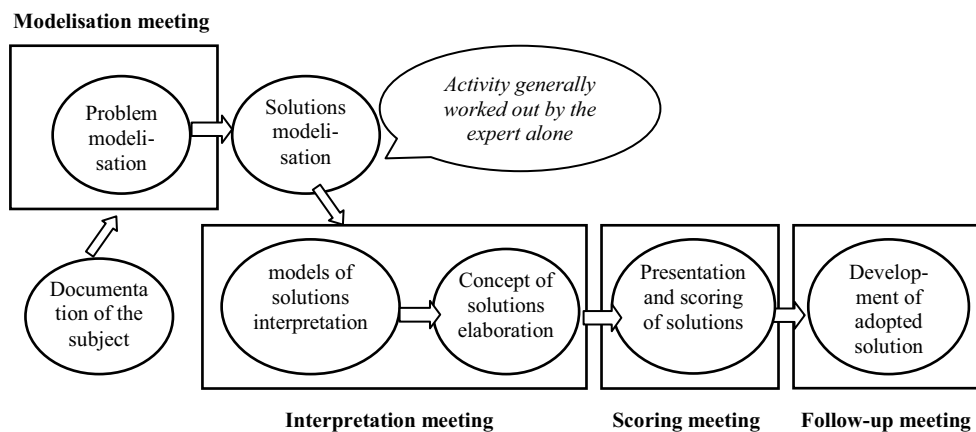 Modelisation meeting
Problem
modeli-
sation
Solutions
modeli-
sation
Activity generally
worked out by the
expert alone
Documenta
tion of the
subject
models of
solutions
interpretation
Concept of
solutions
elaboration
Presentation
and scoring
of solutions
Develop-
ment of
adopted
solution
Interpretation meeting
Scoring meeting
Follow-up meeting